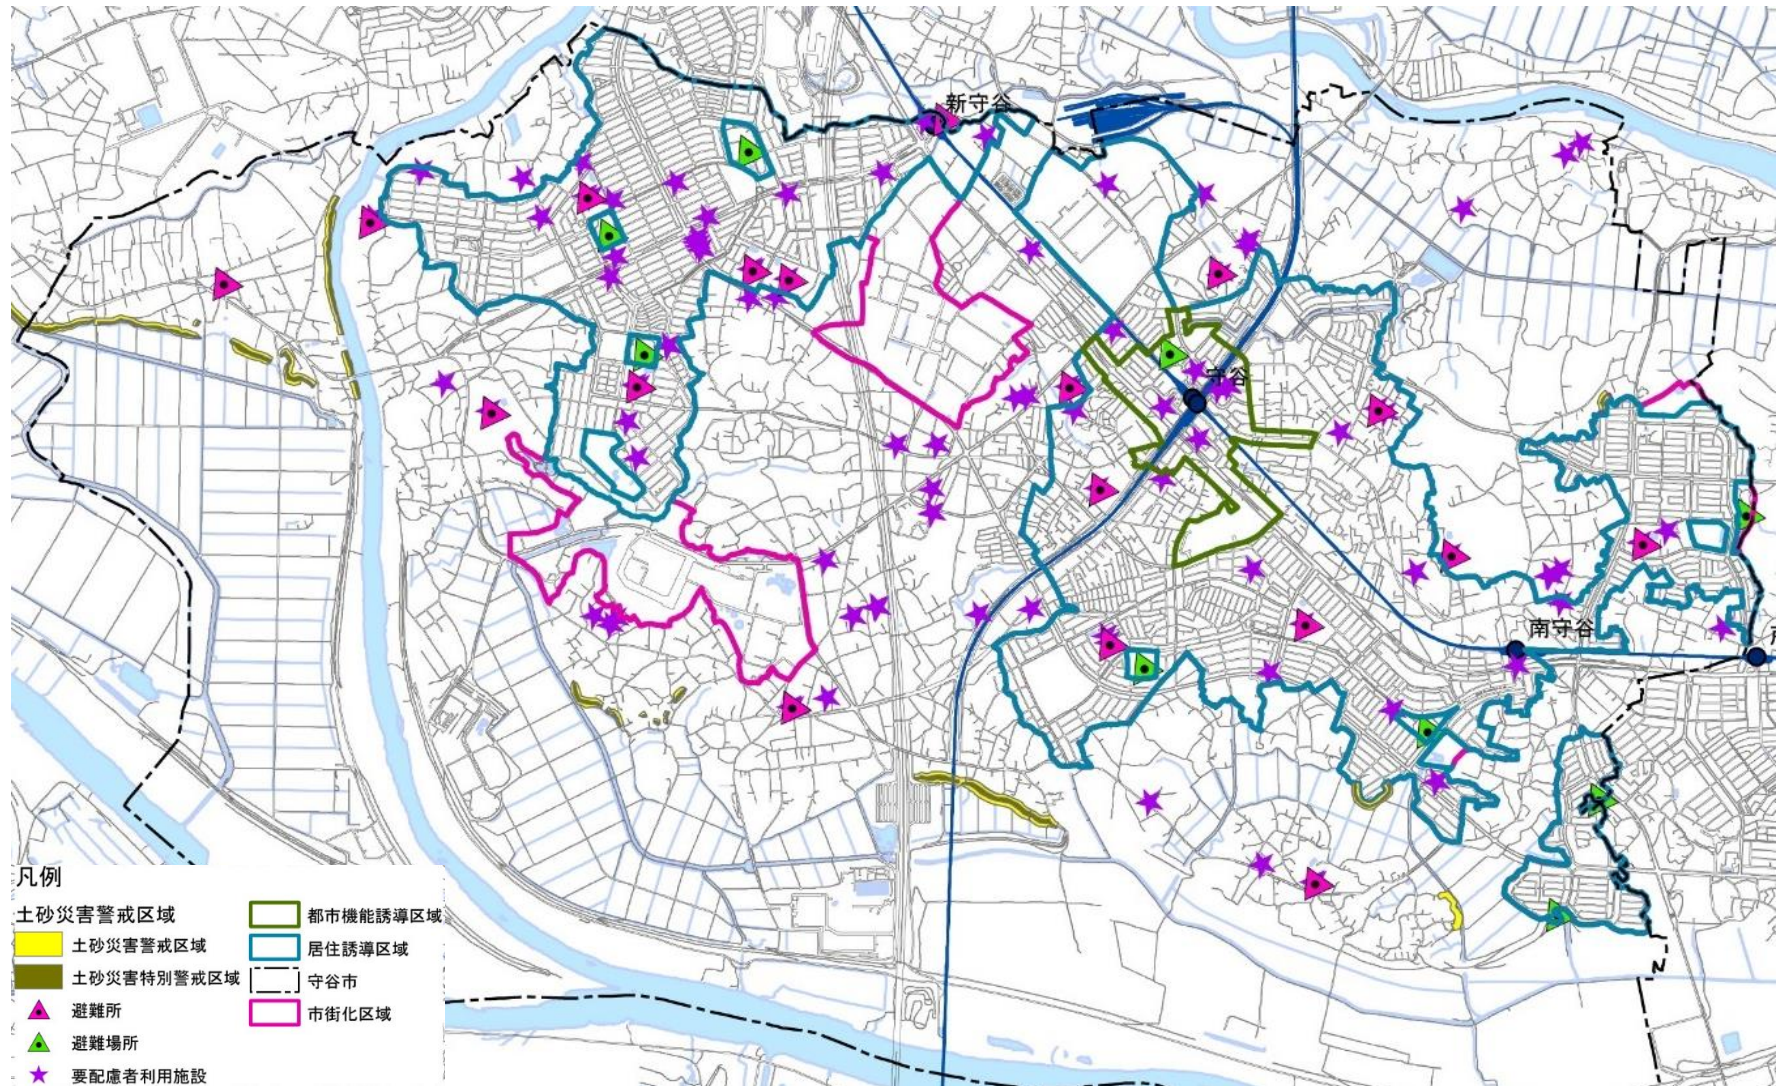 新守谷
守谷
南守谷
凡例
土砂災害警戒区域
土砂災害警戒区域
土砂災害特別警戒区域
避難所
避難場所
要配慮者利用施設
都市機能誘導区域
居住誘導区域
守谷市
市街化区域